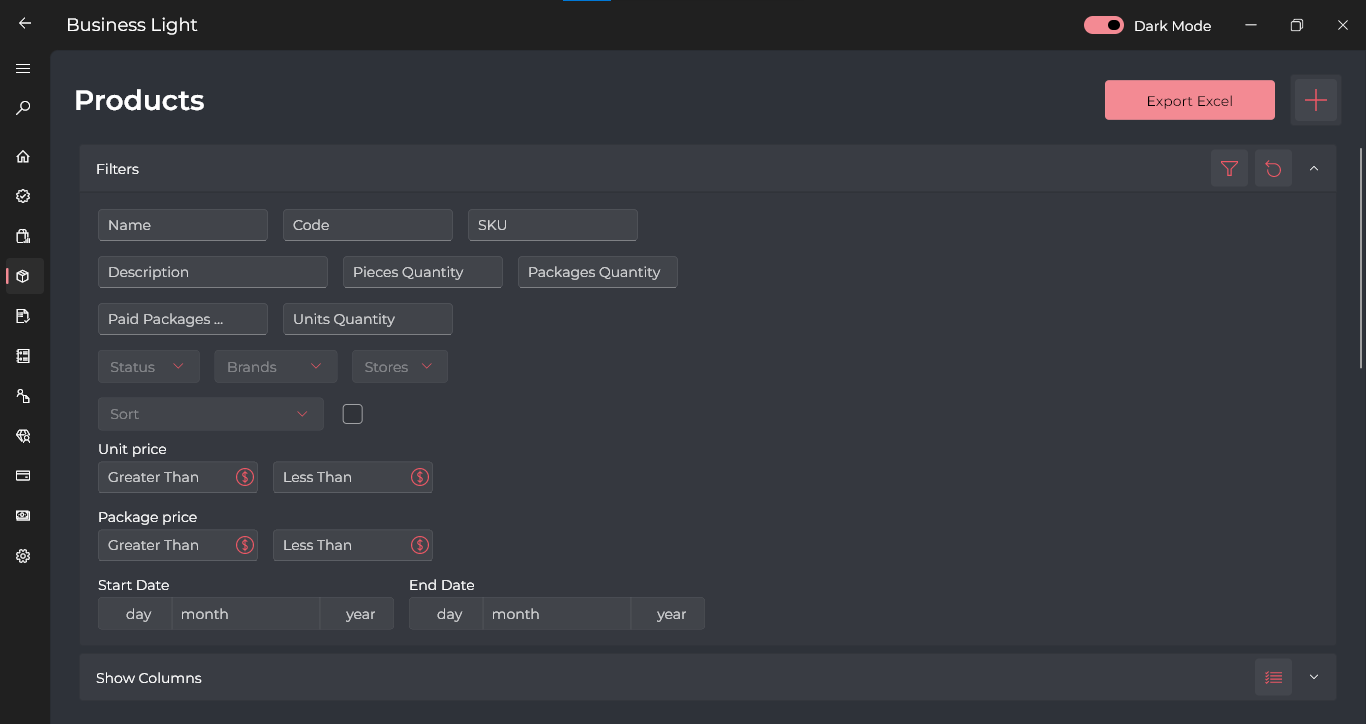 Business Light
Dark Mode
Products
Export Excel
Filters
Name Code SKU
Description Pieces Quantity Packages Quantity
Paid Packages ... Units Quantity
Status Brands Stores
Sort
Unit price
Greater Than Less Than
Package price
Greater Than Less Than
Start Date End Date
day month year day month year
Show Columns